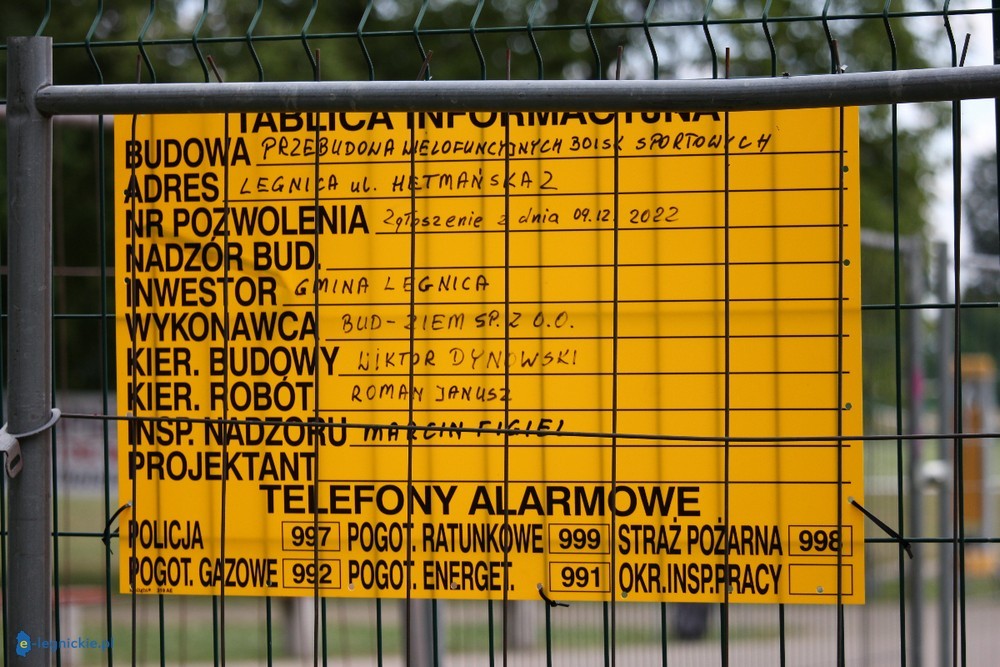 TABLICA INFORMACYJNA
BUDOWA PRZEBUDOWA WIELOFUNCYJNYCH BOISK SPORTOWYCH
ADRES LEGNICA ul. HETMAŃSKA 2
NR POZWOLENIA Zgłoszenie z dnia 09.12. 2022
NADZÓR BUD.
INWESTOR GMINA LEGNICA
WYKONAWCA BUD-ZIEM SP. Z O.O.
KIER. BUDOWY WIKTOR DYNOWSKI
KIER. ROBÓT ROMAN JANUSZ
INSP. NADZORU MARCIN FIGIEL
PROJEKTANT
TELEFONY ALARMOWE
POLICJA 997 POGOT. RATUNKOWE 999 STRAŻ POŻARNA 998
POGOT. GAZOWE 992 POGOT. ENERGET. 991 OKR.INSP.PRACY
e-legnickie.pl